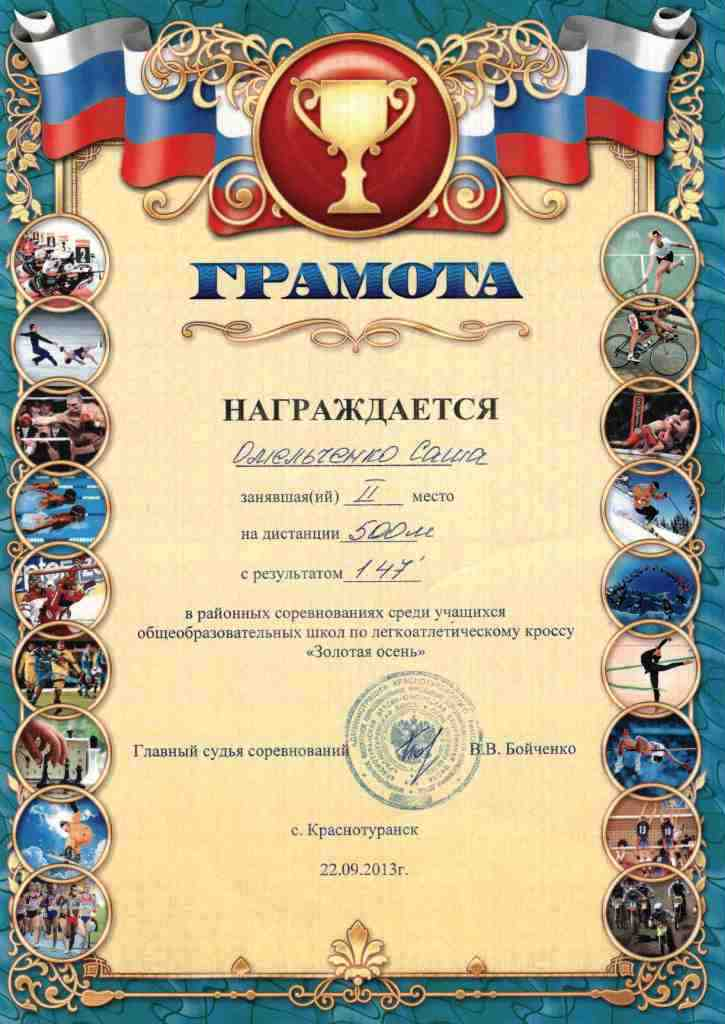 ГРАМОТА
НАГРАЖДАЕТСЯ
Омельченко Саша
занявшая(ий) II место
на дистанции 500м
с результатом 1.47'
в районных соревнованиях среди учащихся
общеобразовательных школ по легкоатлетическому кроссу
«Золотая осень»
Главный судья соревнований В.В. Бойченко
с. Краснотуранск
22.09.2013г.